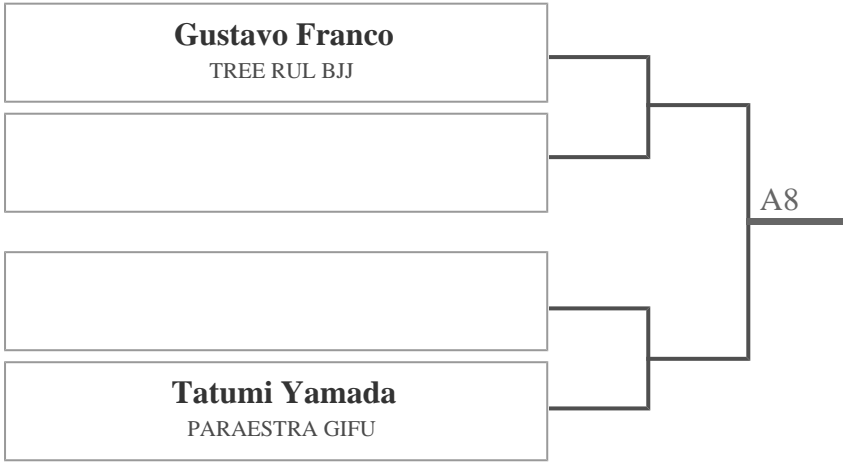 Gustavo Franco
TREE RUL BJJ
A8
Tatumi Yamada
PARAESTRA GIFU